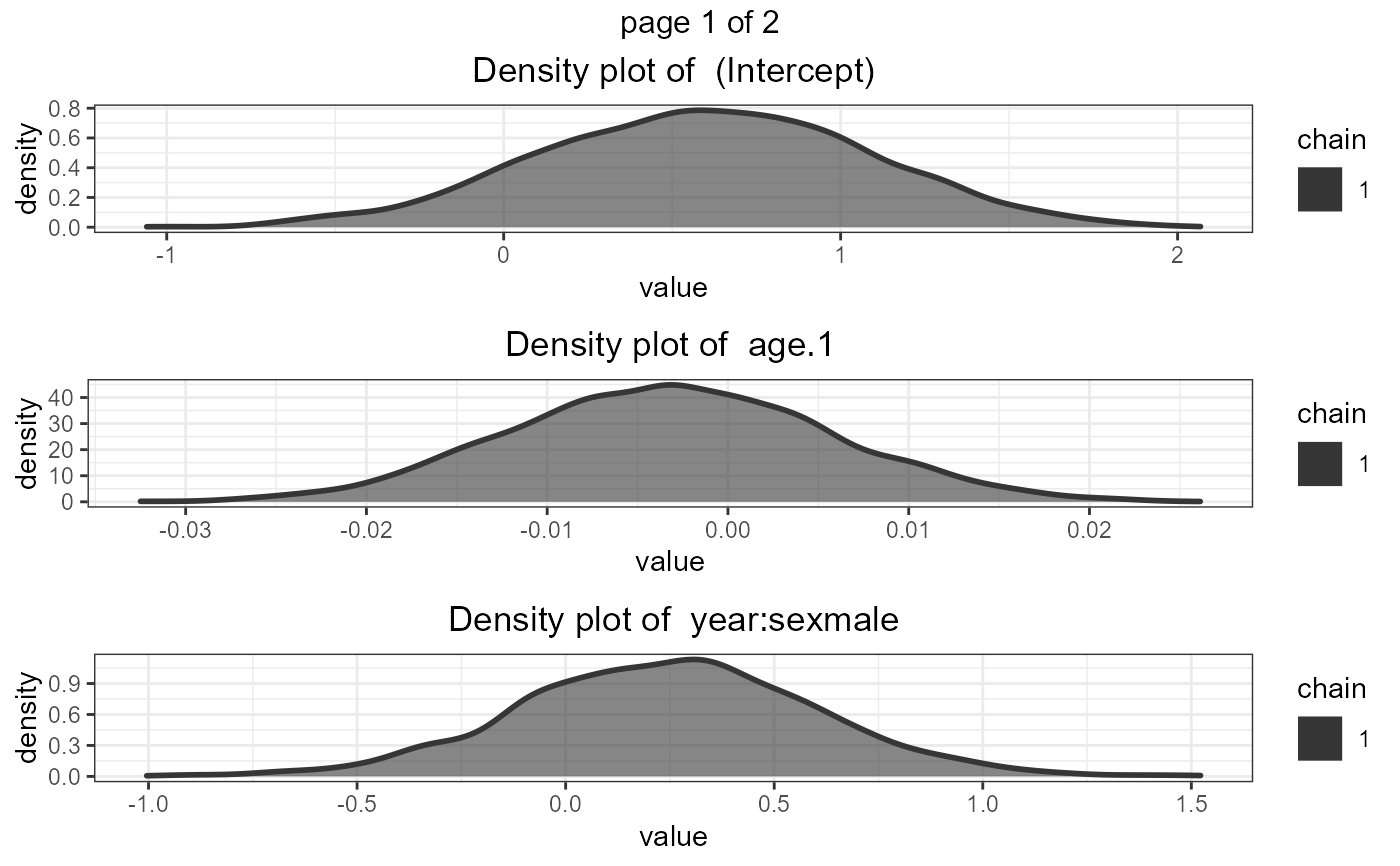 page 1 of 2
Density plot of  (Intercept)
density
0.8
0.6
0.4
0.2
0.0
-1 0 1 2
value
chain
1
Density plot of  age.1
density
40
30
20
10
0
-0.03 -0.02 -0.01 0.00 0.01 0.02
value
chain
1
Density plot of  year:sexmale
density
0.9
0.6
0.3
0.0
-1.0 -0.5 0.0 0.5 1.0 1.5
value
chain
1